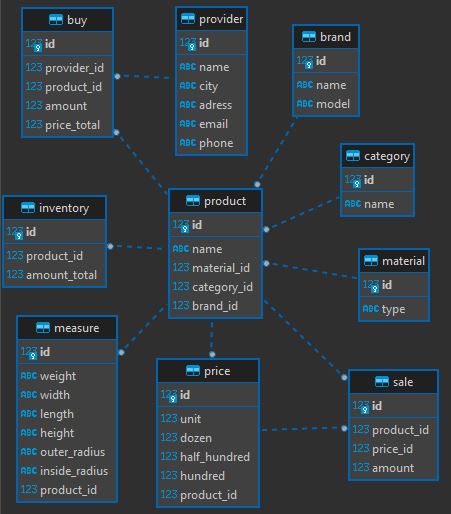 buy
123 id
123 provider_id
123 product_id
123 amount
123 price_total
provider
123 id
ABC name
ABC city
ABC adress
ABC email
ABC phone
brand
123 id
ABC name
ABC model
category
123 id
ABC name
inventory
123 id
123 product_id
123 amount_total
product
123 id
ABC name
123 material_id
123 category_id
123 brand_id
material
123 id
ABC type
measure
123 id
ABC weight
ABC width
ABC length
ABC height
ABC outer_radius
ABC inside_radius
123 product_id
price
123 id
123 unit
123 dozen
123 half_hundred
123 hundred
123 product_id
sale
123 id
123 product_id
123 price_id
123 amount